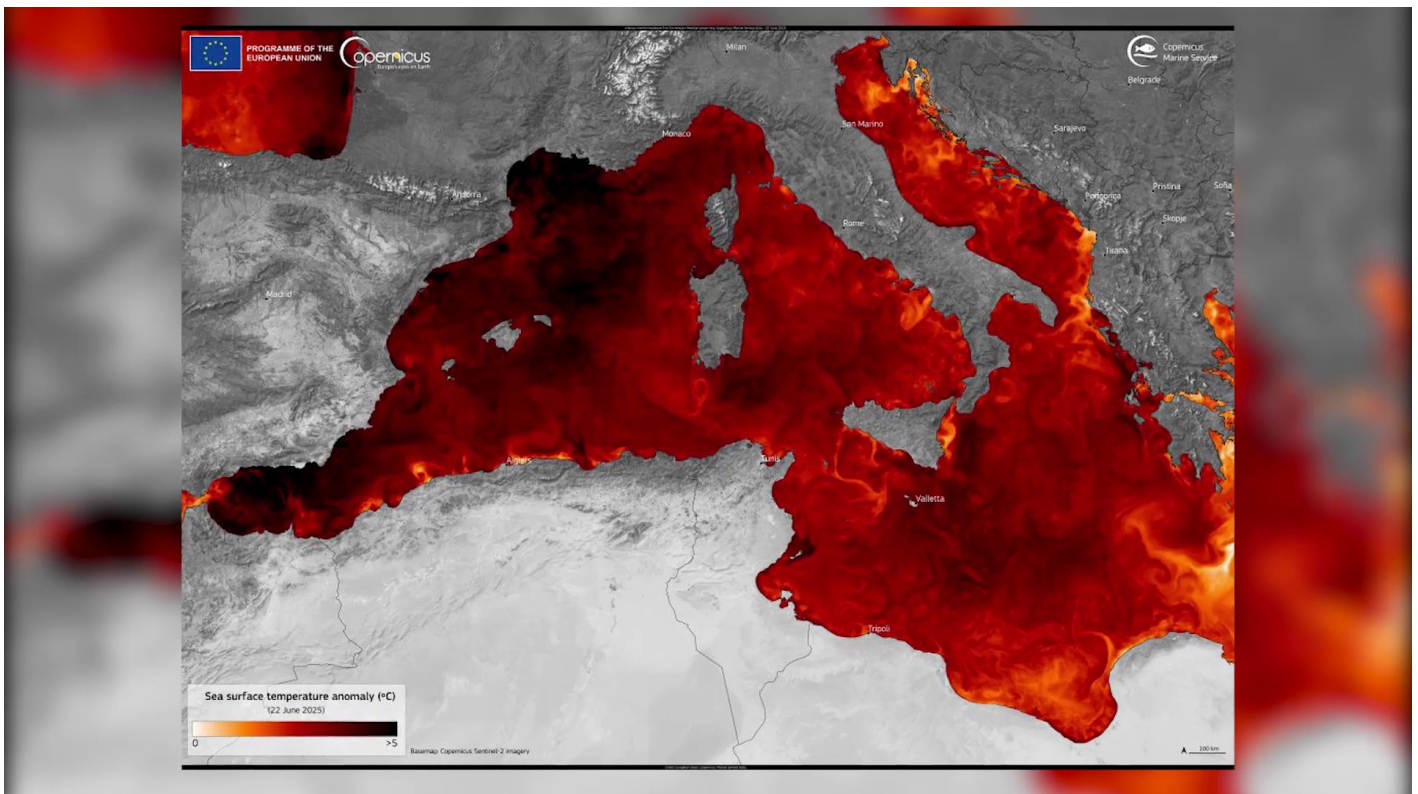 PROGRAMME OF THE
EUROPEAN UNION
opernicus
Europe's eyes on Earth
Copernicus
Marine Service
Milan
Belgrade
San Marino
Monaco
Sarajevo
Andorra
Podgorica
Pristina
Sofia
Rome
Skopje
Tirana
Madrid
Algiers
Tunis
Valletta
Tripoli
Sea surface temperature anomaly (ºC)
(22 June 2025)
0
>5
Basemap: Copernicus Sentinel-2 imagery
100 km